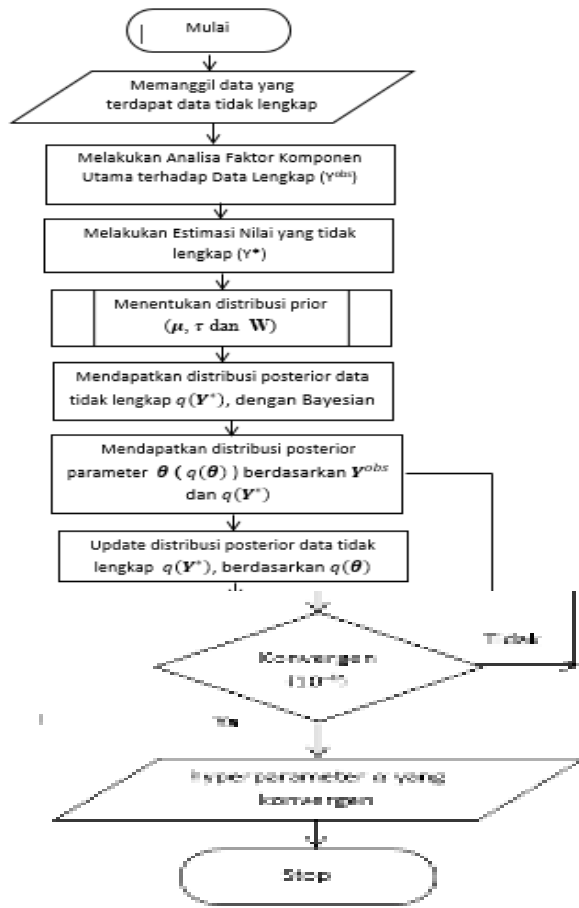 Mulai
Memanggil data yang
terdapat data tidak lengkap
Melakukan Analisa Faktor Komponen
Utama terhadap Data Lengkap (Y^obs)
Melakukan Estimasi Nilai yang tidak
lengkap (Y*)
Menentukan distribusi prior
(μ, τ dan W)
Mendapatkan distribusi posterior data
tidak lengkap q(Y*), dengan Bayesian
Mendapatkan distribusi posterior
parameter θ ( q(θ) ) berdasarkan Y^obs
dan q(Y*)
Update distribusi posterior data tidak
lengkap q(Y*), berdasarkan q(θ)
Konvergen
Tidak
Ya
hyperparameter α yang
konvergen
Stop